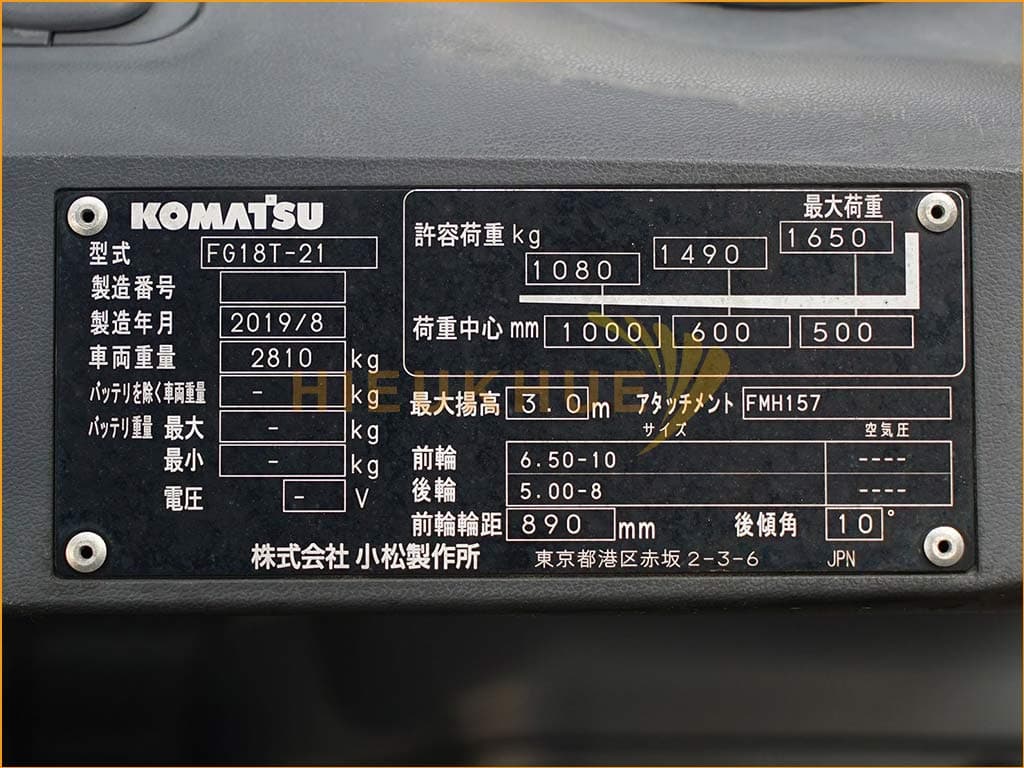 KOMATSU
型式 FG18T-21
製造番号
製造年月 2019/8
車両重量 2810 kg
バッテリを除く車両重量 - kg
バッテリ重量 最大 - kg
最小 - kg
電圧 - V
最大荷重
許容荷重 kg 1080 1490 1650
荷重中心 mm 1000 600 500
最大揚高 3.0 m アタッチメント FMH157
サイズ 空気圧
前輪 6.50-10 ----
後輪 5.00-8 ----
前輪輪距 890 mm 後傾角 10°
株式会社 小松製作所 東京都港区赤坂2-3-6 JPN
HIEUKHUE